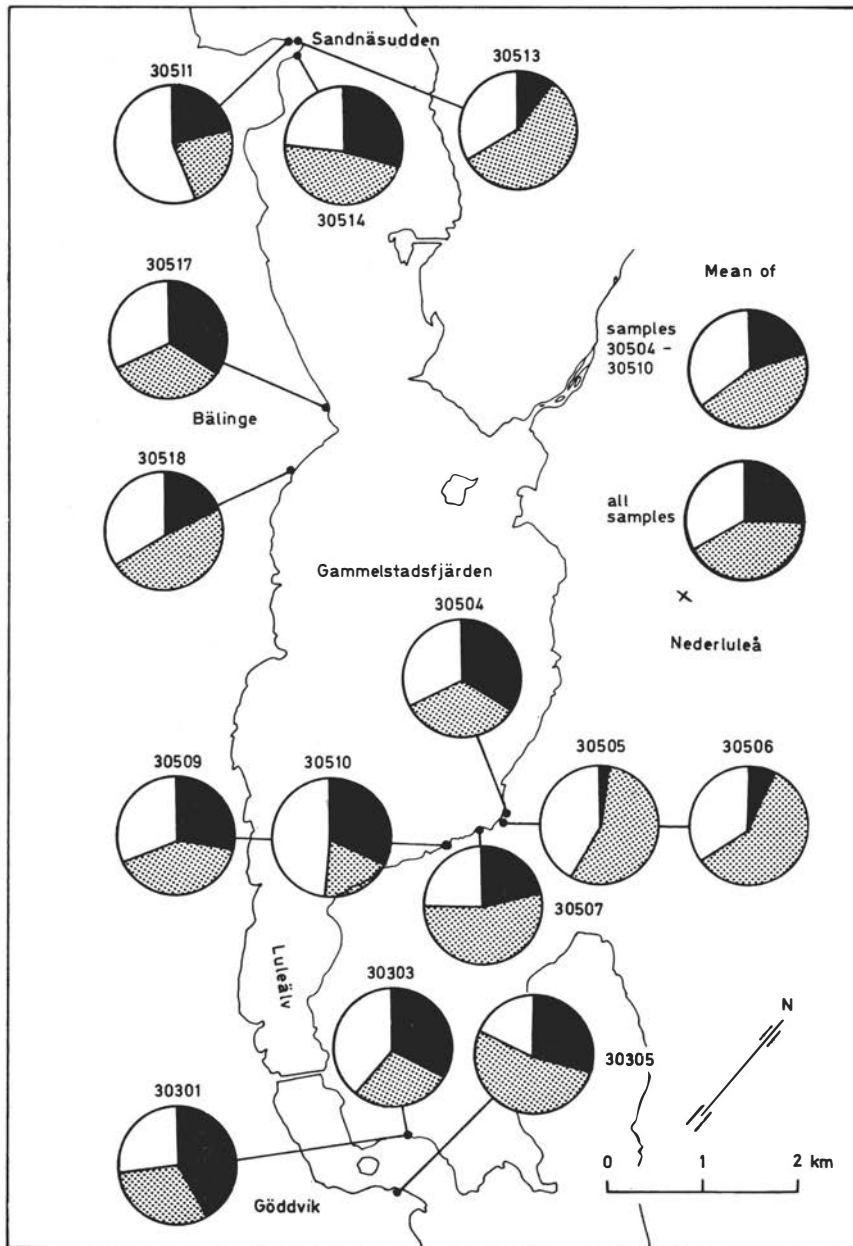 Sandnäsudden
30511
30513
30514
30517
Mean of
samples
30504 -
30510
Bälinge
30518
all
samples
Gammelstadsfjärden
30504
Nederluleå
30509
30510
30505
30506
30507
Luleälv
30303
30305
N
30301
0 1 2 km
Göddvik